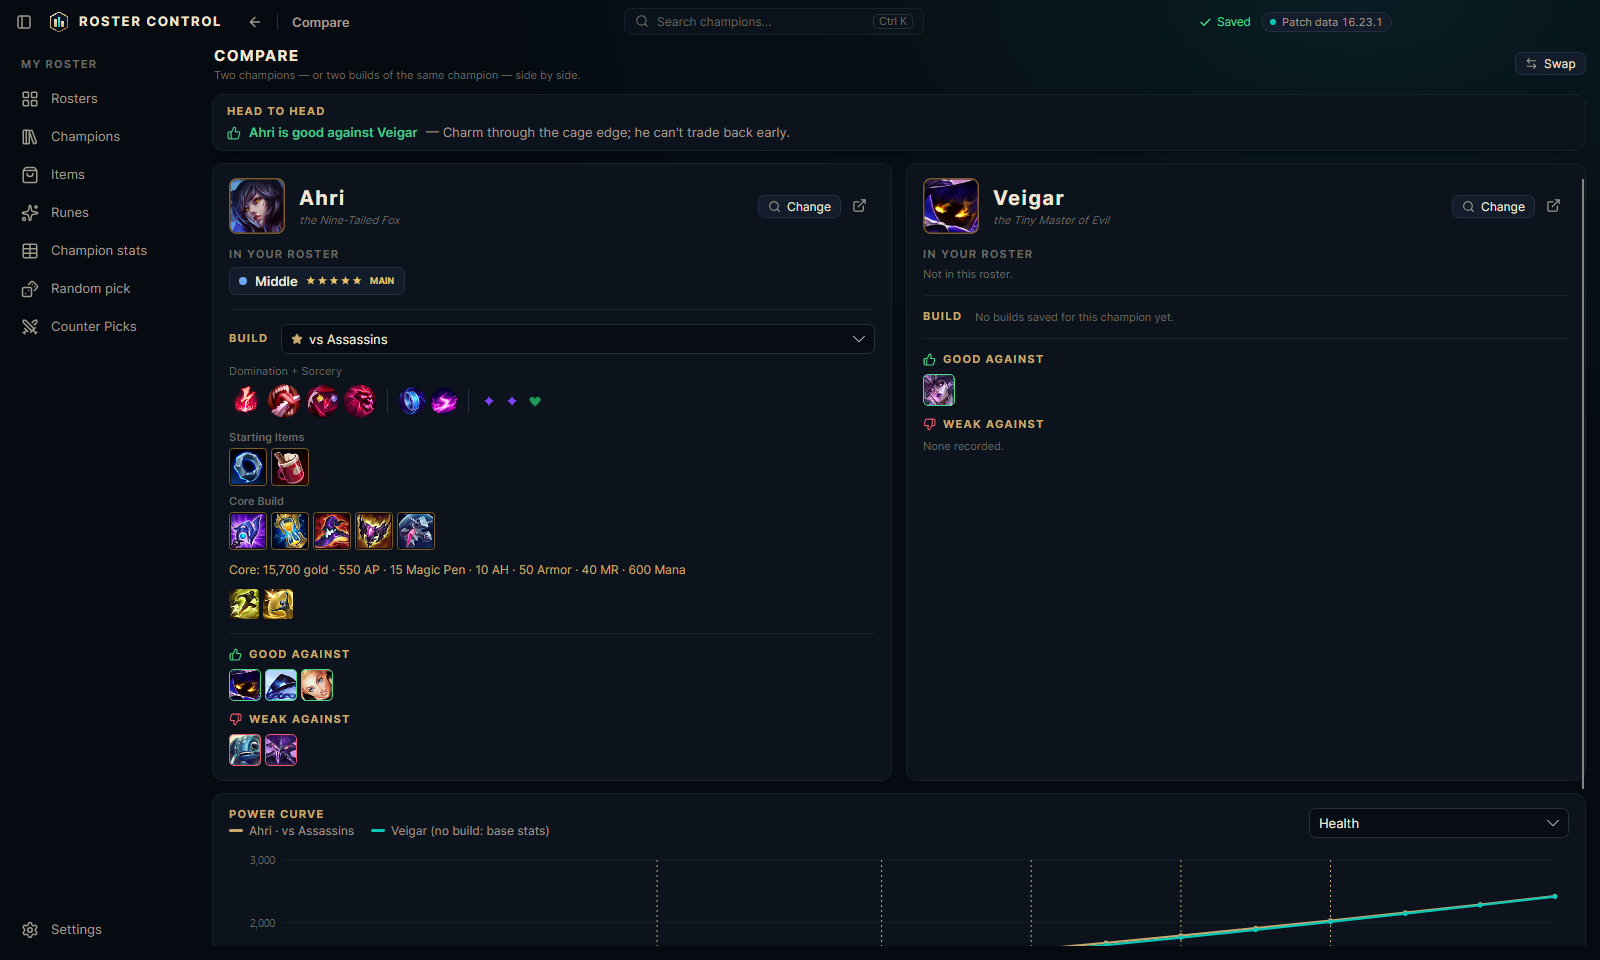 ROSTER CONTROL
Compare
Search champions...
Ctrl K
Saved
Patch data 16.23.1
MY ROSTER
Rosters
Champions
Items
Runes
Champion stats
Random pick
Counter Picks
Settings
COMPARE
Two champions — or two builds of the same champion — side by side.
Swap
HEAD TO HEAD
Ahri is good against Veigar — Charm through the cage edge; he can't trade back early.
Ahri
the Nine-Tailed Fox
Change
IN YOUR ROSTER
Middle ★★★★★ MAIN
BUILD
vs Assassins
Domination + Sorcery
Starting Items
Core Build
Core: 15,700 gold · 550 AP · 15 Magic Pen · 10 AH · 50 Armor · 40 MR · 600 Mana
GOOD AGAINST
WEAK AGAINST
Veigar
the Tiny Master of Evil
Change
IN YOUR ROSTER
Not in this roster.
BUILD No builds saved for this champion yet.
GOOD AGAINST
WEAK AGAINST
None recorded.
POWER CURVE
Ahri · vs Assassins
Veigar (no build: base stats)
Health
3,000
2,000